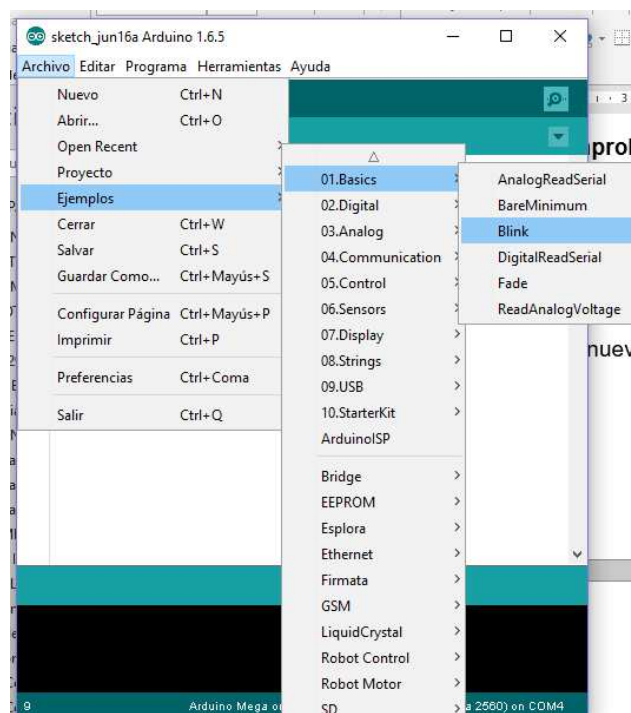 sketch_jun16a Arduino 1.6.5
Archivo Editar Programa Herramientas Ayuda
Nuevo Ctrl+N
Abrir... Ctrl+O
Open Recent
Proyecto
Ejemplos
Cerrar Ctrl+W
Salvar Ctrl+S
Guardar Como... Ctrl+Mayús+S
Configurar Página Ctrl+Mayús+P
Imprimir Ctrl+P
Preferencias Ctrl+Coma
Salir Ctrl+Q
01.Basics
02.Digital
03.Analog
04.Communication
05.Control
06.Sensors
07.Display
08.Strings
09.USB
10.StarterKit
ArduinoISP
Bridge
EEPROM
Esplora
Ethernet
Firmata
GSM
LiquidCrystal
Robot Control
Robot Motor
SD
AnalogReadSerial
BareMinimum
Blink
DigitalReadSerial
Fade
ReadAnalogVoltage
nuev
9 Arduino Mega or a 2560) on COM4